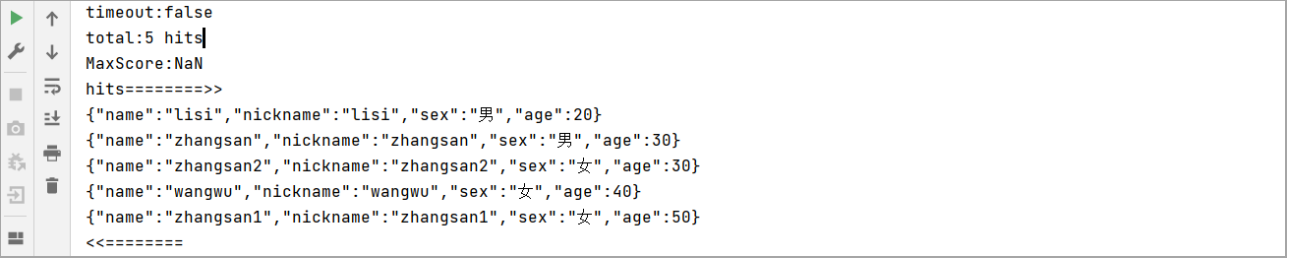 timeout:false
total:5 hits
MaxScore:NaN
hits========>>
{"name":"lisi","nickname":"lisi","sex":"男","age":20}
{"name":"zhangsan","nickname":"zhangsan","sex":"男","age":30}
{"name":"zhangsan2","nickname":"zhangsan2","sex":"女","age":30}
{"name":"wangwu","nickname":"wangwu","sex":"女","age":40}
{"name":"zhangsan1","nickname":"zhangsan1","sex":"女","age":50}
<<========